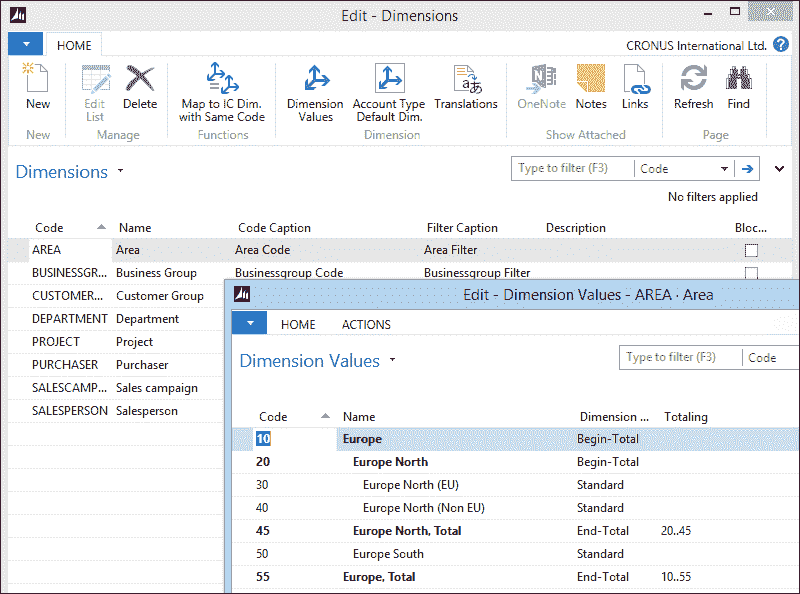 Edit - Dimensions
HOME
CRONUS International Ltd.
New
Edit List
Delete
Map to IC Dim. with Same Code
Dimension Values
Account Type Default Dim.
Translations
OneNote
Notes
Links
Refresh
Find
New
Manage
Functions
Dimension
Show Attached
Page
Dimensions
Type to filter (F3)
Code
No filters applied
Code Name Code Caption Filter Caption Description Bloc...
AREA Area Area Code Area Filter
BUSINESSGR... Business Group Businessgroup Code Businessgroup Filter
CUSTOMER... Customer Group
DEPARTMENT Department
PROJECT Project
PURCHASER Purchaser
SALESCAMP... Sales campaign
SALESPERSON Salesperson
Edit - Dimension Values - AREA · Area
HOME ACTIONS
Dimension Values
Type to filter (F3)
Code
Code Name Dimension ... Totaling
10 Europe Begin-Total
20 Europe North Begin-Total
30 Europe North (EU) Standard
40 Europe North (Non EU) Standard
45 Europe North, Total End-Total 20..45
50 Europe South Standard
55 Europe, Total End-Total 10..55